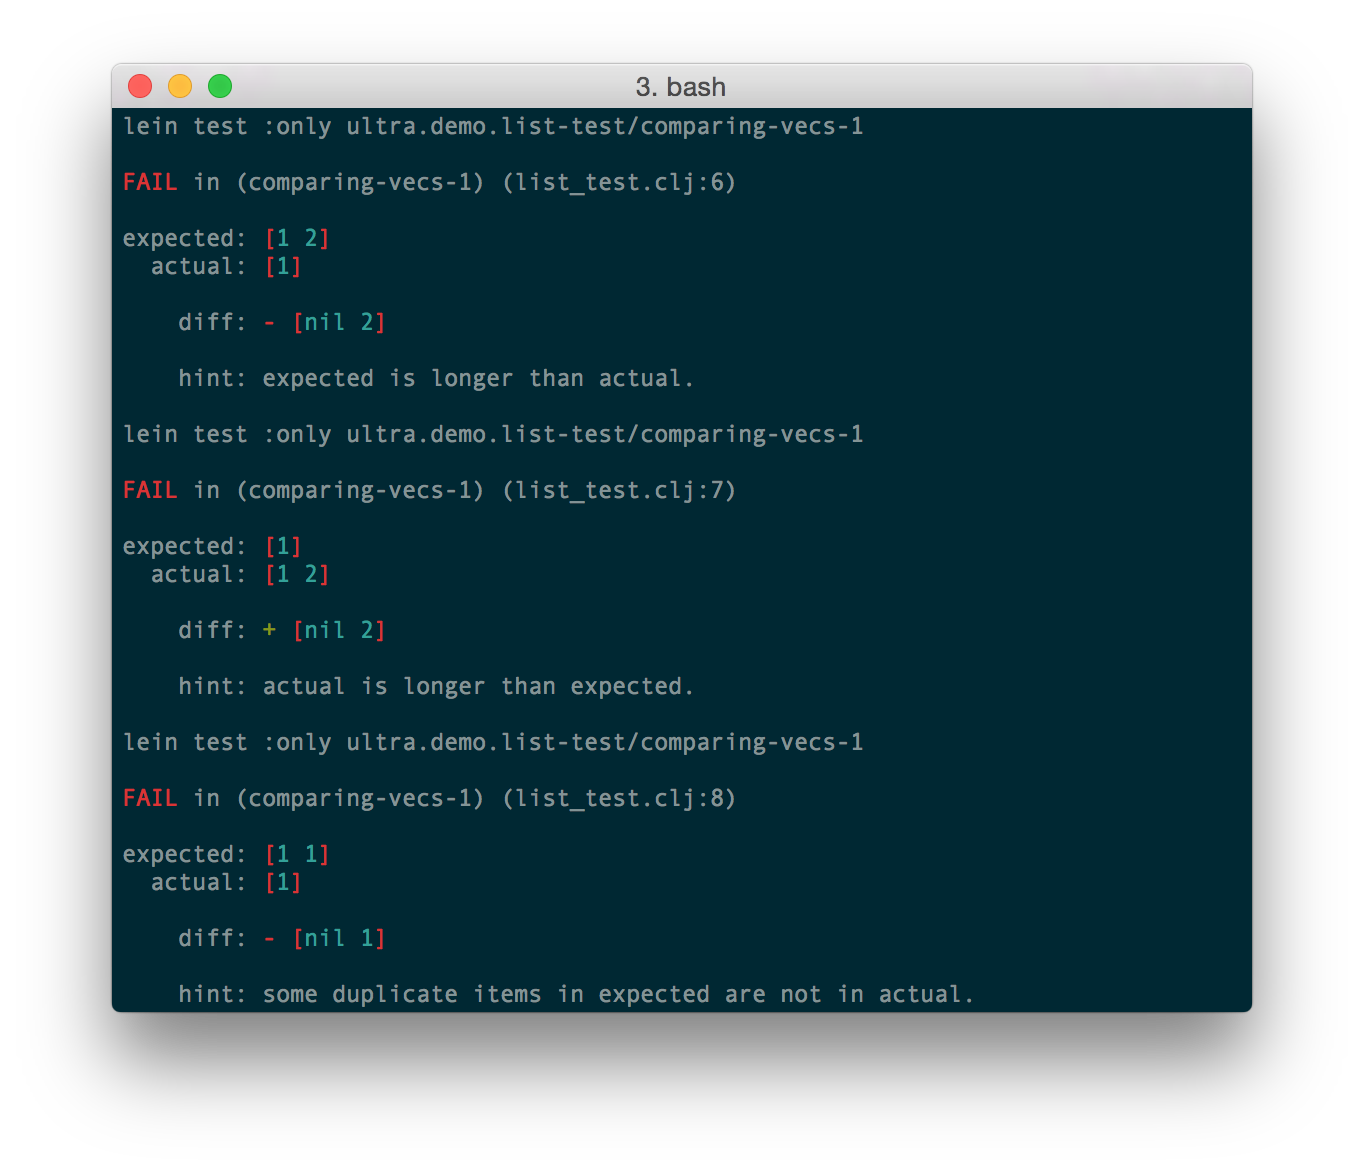 3. bash
lein test :only ultra.demo.list-test/comparing-vecs-1
FAIL in (comparing-vecs-1) (list_test.clj:6)
expected: [1 2]
actual: [1]
diff: - [nil 2]
hint: expected is longer than actual.
lein test :only ultra.demo.list-test/comparing-vecs-1
FAIL in (comparing-vecs-1) (list_test.clj:7)
expected: [1]
actual: [1 2]
diff: + [nil 2]
hint: actual is longer than expected.
lein test :only ultra.demo.list-test/comparing-vecs-1
FAIL in (comparing-vecs-1) (list_test.clj:8)
expected: [1 1]
actual: [1]
diff: - [nil 1]
hint: some duplicate items in expected are not in actual.